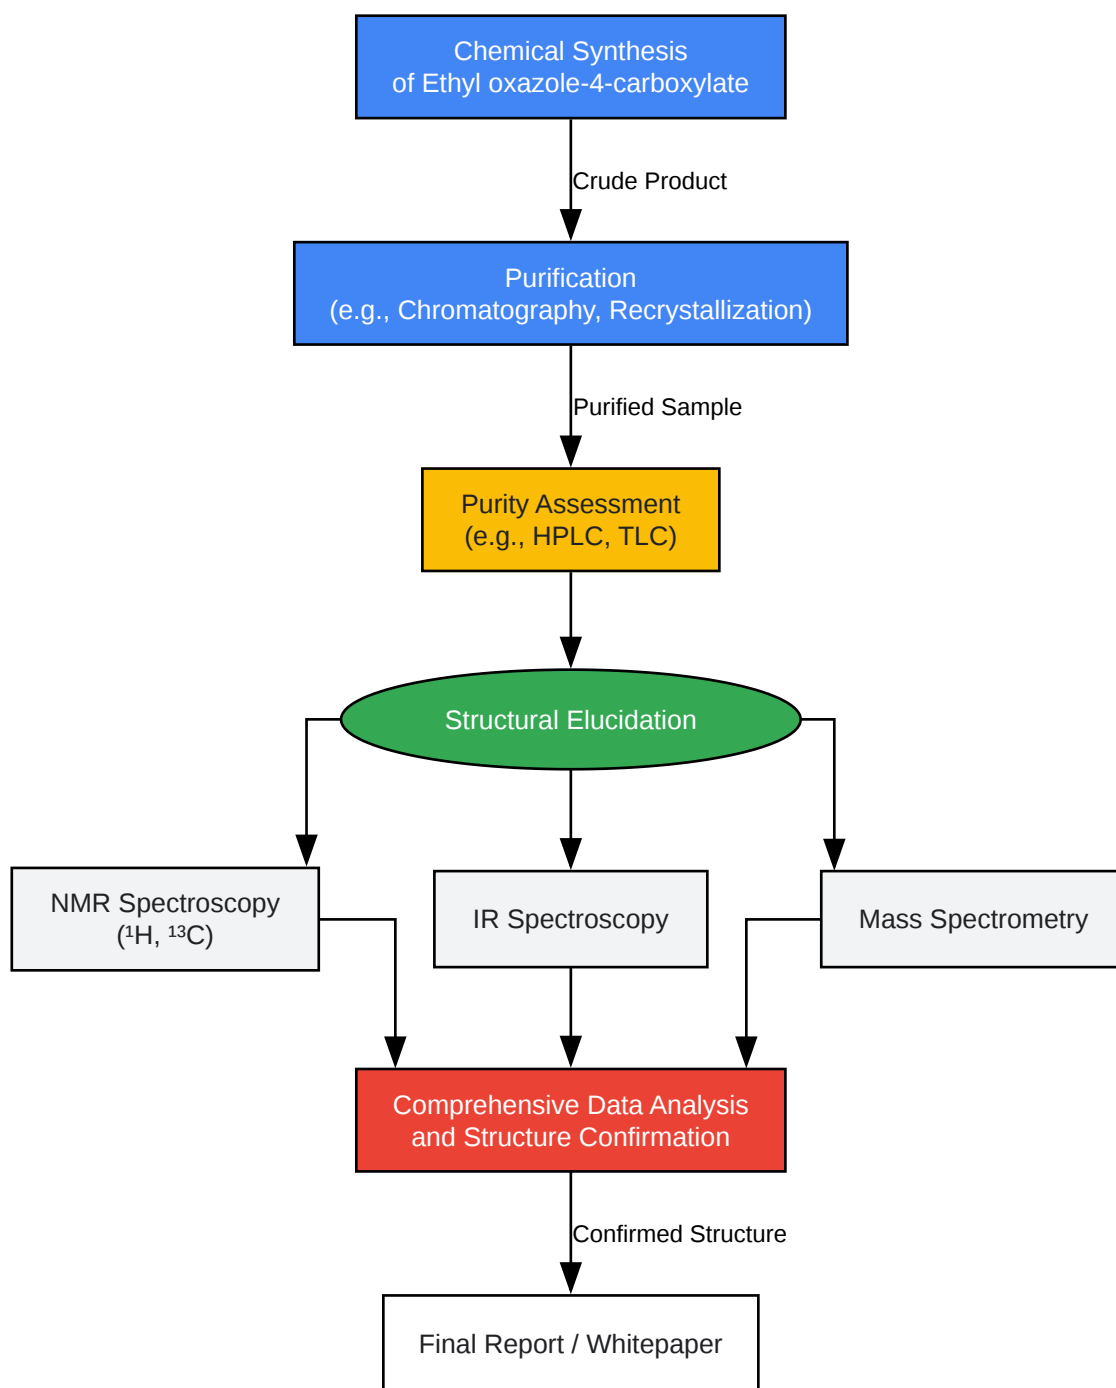 Chemical Synthesis
of Ethyl oxazole-4-carboxylate
Crude Product
Purification
(e.g., Chromatography, Recrystallization)
Purified Sample
Purity Assessment
(e.g., HPLC, TLC)
Structural Elucidation
NMR Spectroscopy
(¹H, ¹³C)
IR Spectroscopy
Mass Spectrometry
Comprehensive Data Analysis
and Structure Confirmation
Confirmed Structure
Final Report / Whitepaper